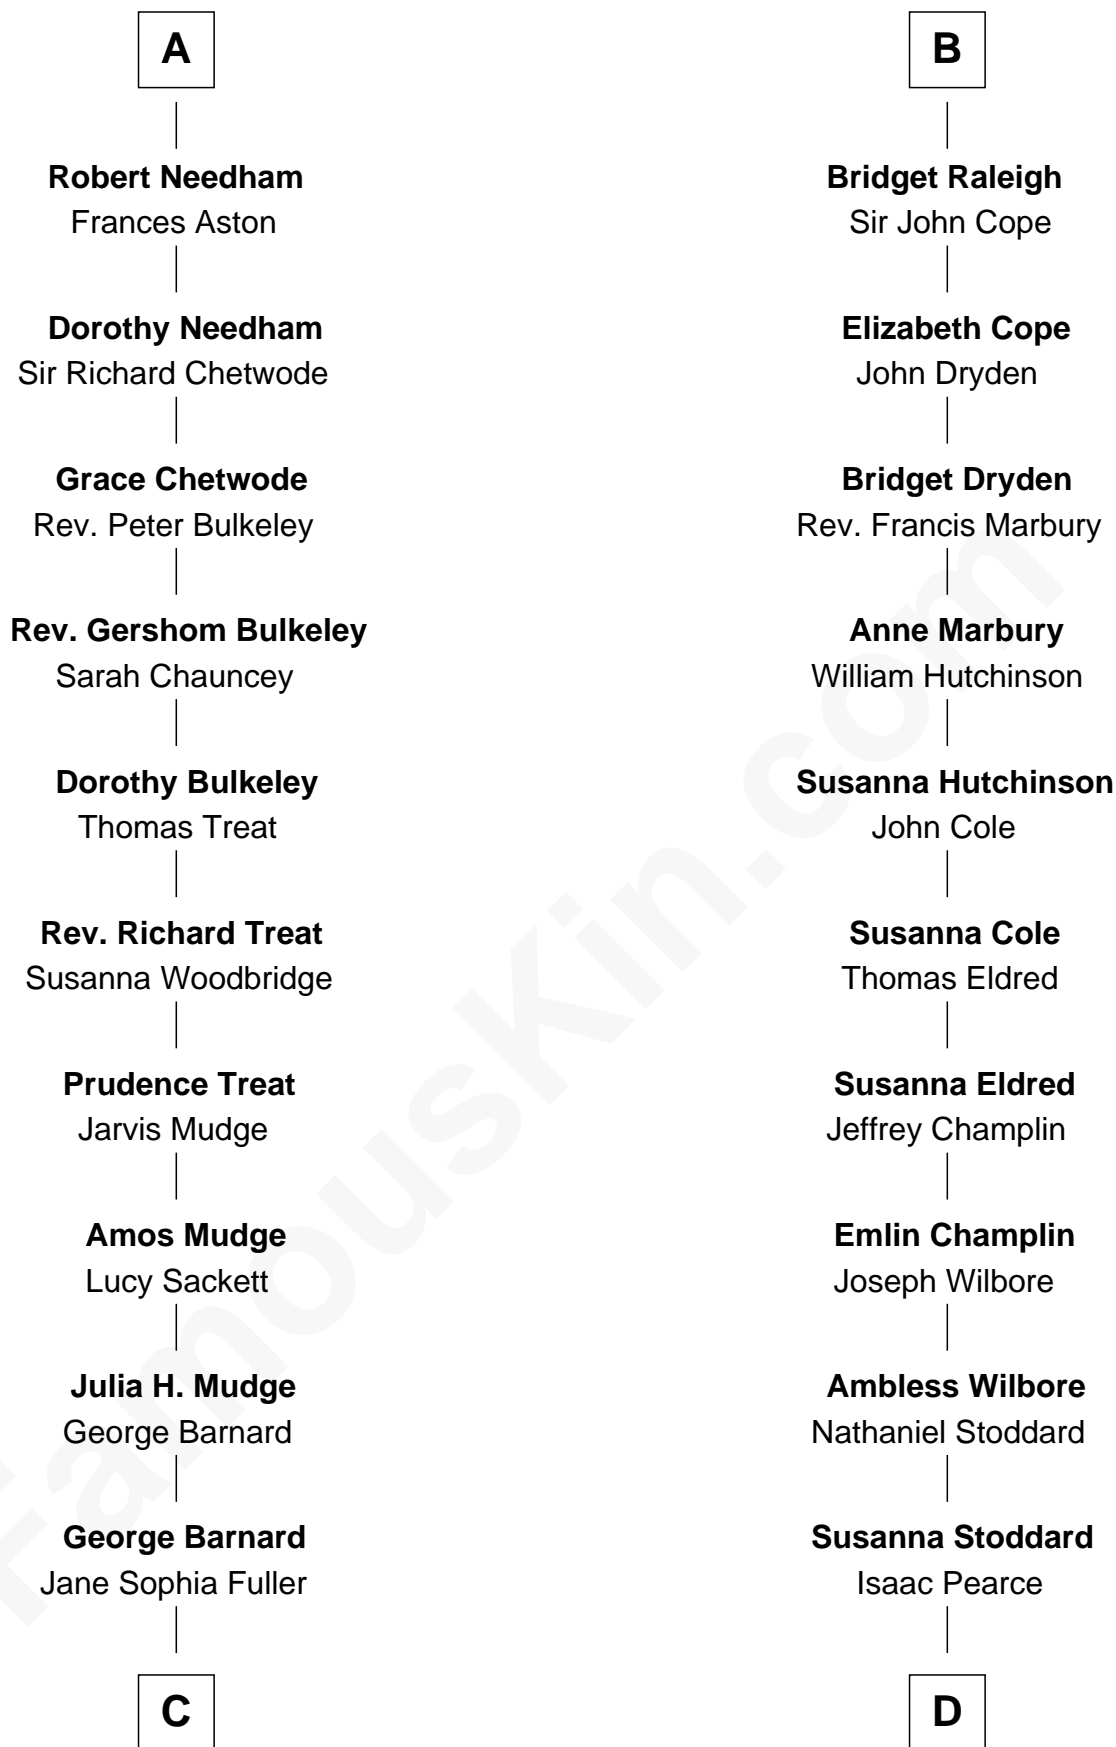 A
Robert Needham
Frances Aston
Dorothy Needham
Sir Richard Chetwode
Grace Chetwode
Rev. Peter Bulkeley
Rev. Gershom Bulkeley
Sarah Chauncey
Dorothy Bulkeley
Thomas Treat
Rev. Richard Treat
Susanna Woodbridge
Prudence Treat
Jarvis Mudge
Amos Mudge
Lucy Sackett
Julia H. Mudge
George Barnard
George Barnard
Jane Sophia Fuller
C
B
Bridget Raleigh
Sir John Cope
Elizabeth Cope
John Dryden
Bridget Dryden
Rev. Francis Marbury
Anne Marbury
William Hutchinson
Susanna Hutchinson
John Cole
Susanna Cole
Thomas Eldred
Susanna Eldred
Jeffrey Champlin
Emlin Champlin
Joseph Wilbore
Ambless Wilbore
Nathaniel Stoddard
Susanna Stoddard
Isaac Pearce
D
FamousKin.com